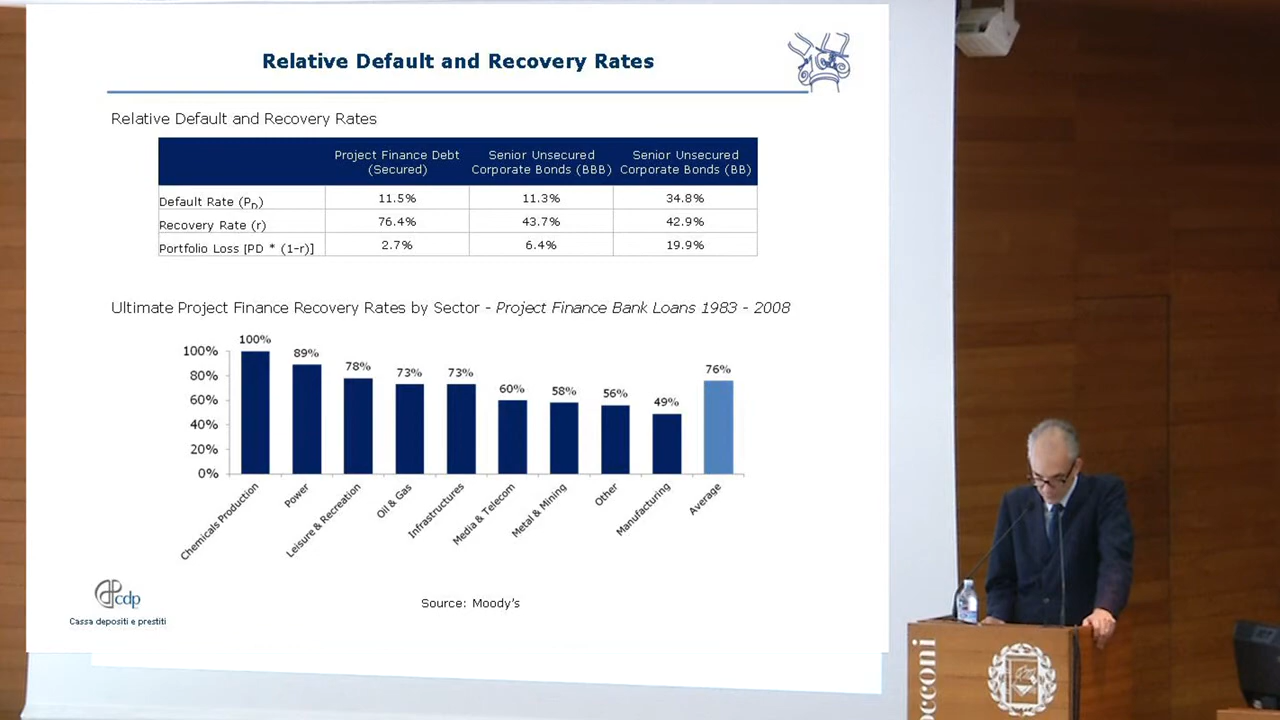 Relative Default and Recovery Rates
Relative Default and Recovery Rates
Project Finance Debt (Secured)
Senior Unsecured Corporate Bonds (BBB)
Senior Unsecured Corporate Bonds (BB)
Default Rate (PD) 11.5% 11.3% 34.8%
Recovery Rate (r) 76.4% 43.7% 42.9%
Portfolio Loss [PD * (1-r)] 2.7% 6.4% 19.9%
Ultimate Project Finance Recovery Rates by Sector - Project Finance Bank Loans 1983 - 2008
100%
80%
60%
40%
20%
0%
100% 89% 78% 73% 73% 60% 58% 56% 49% 76%
Chemicals Production
Power
Leisure & Recreation
Oil & Gas
Infrastructures
Media & Telecom
Metal & Mining
Other
Manufacturing
Average
cdp
Cassa depositi e prestiti
Source: Moody's
occoni